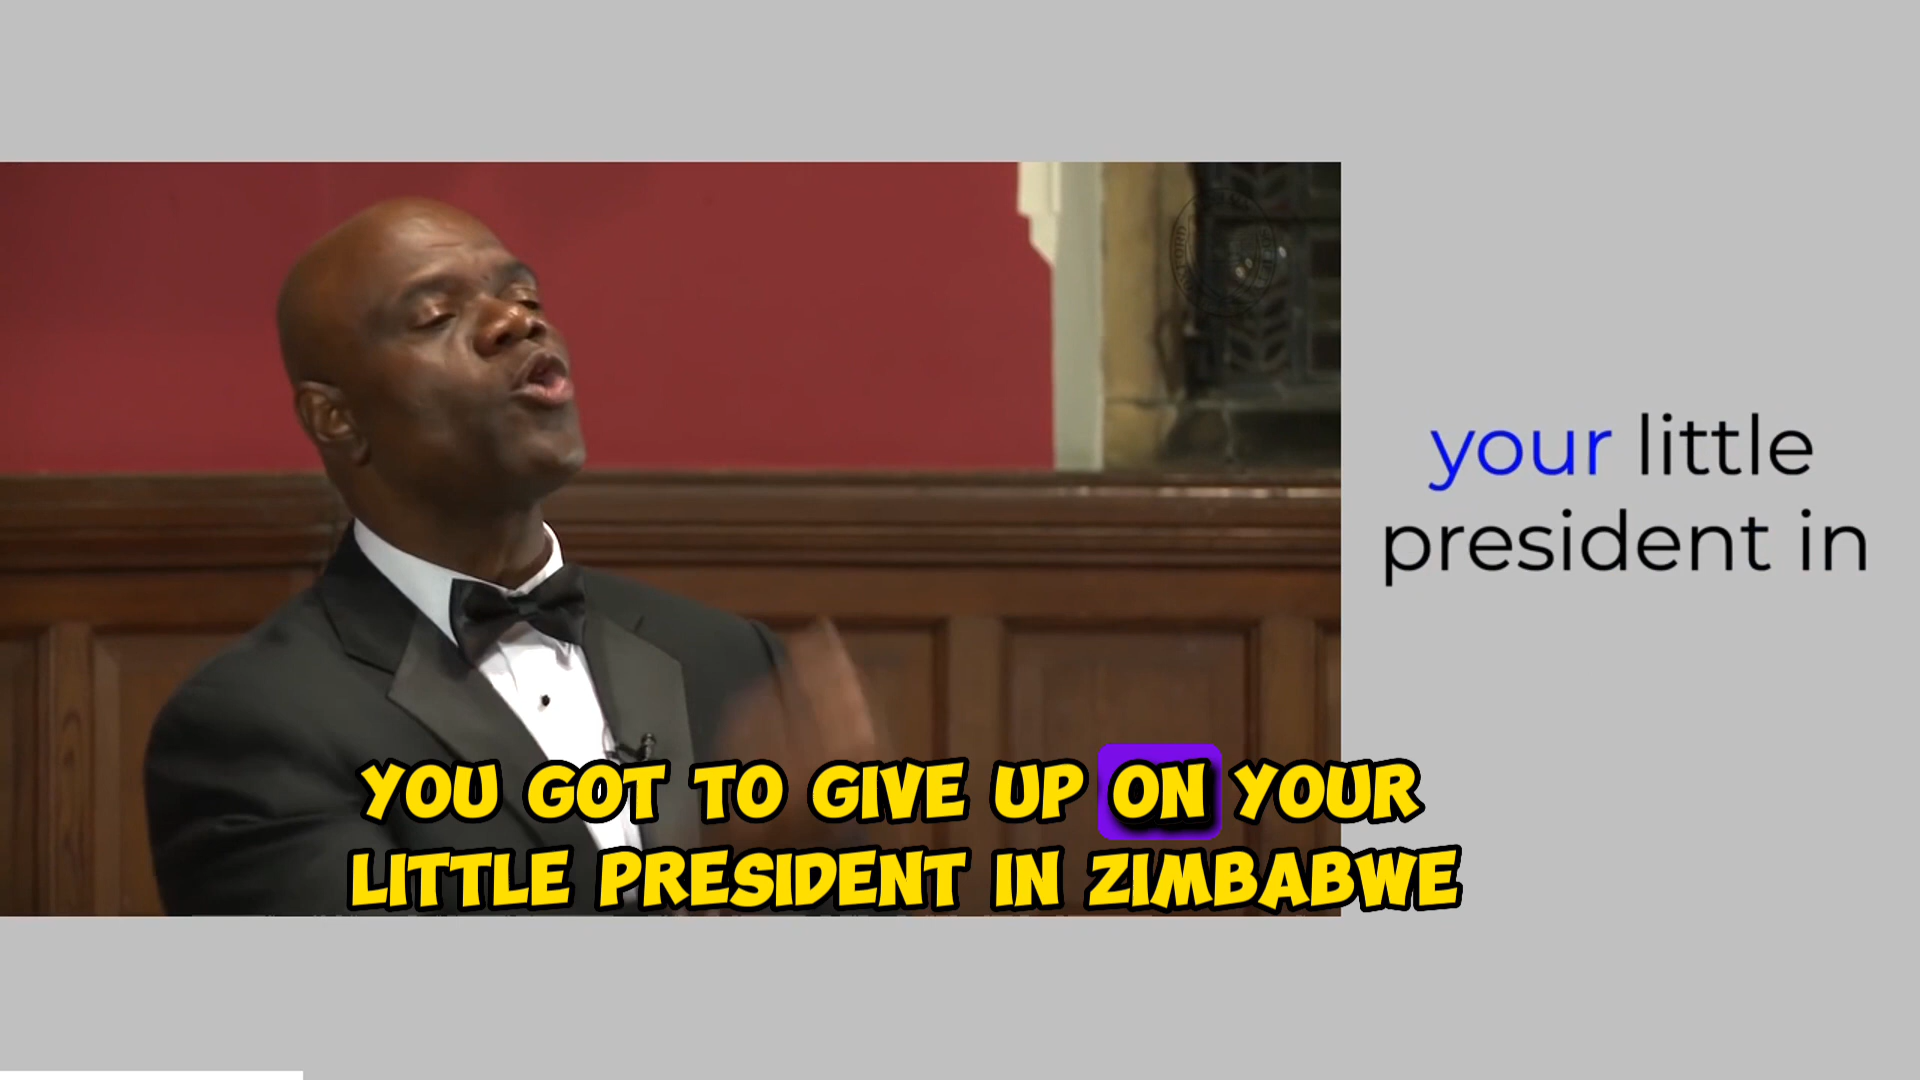 your little
president in
YOU GOT TO GIVE UP ON YOUR
LITTLE PRESIDENT IN ZIMBABWE